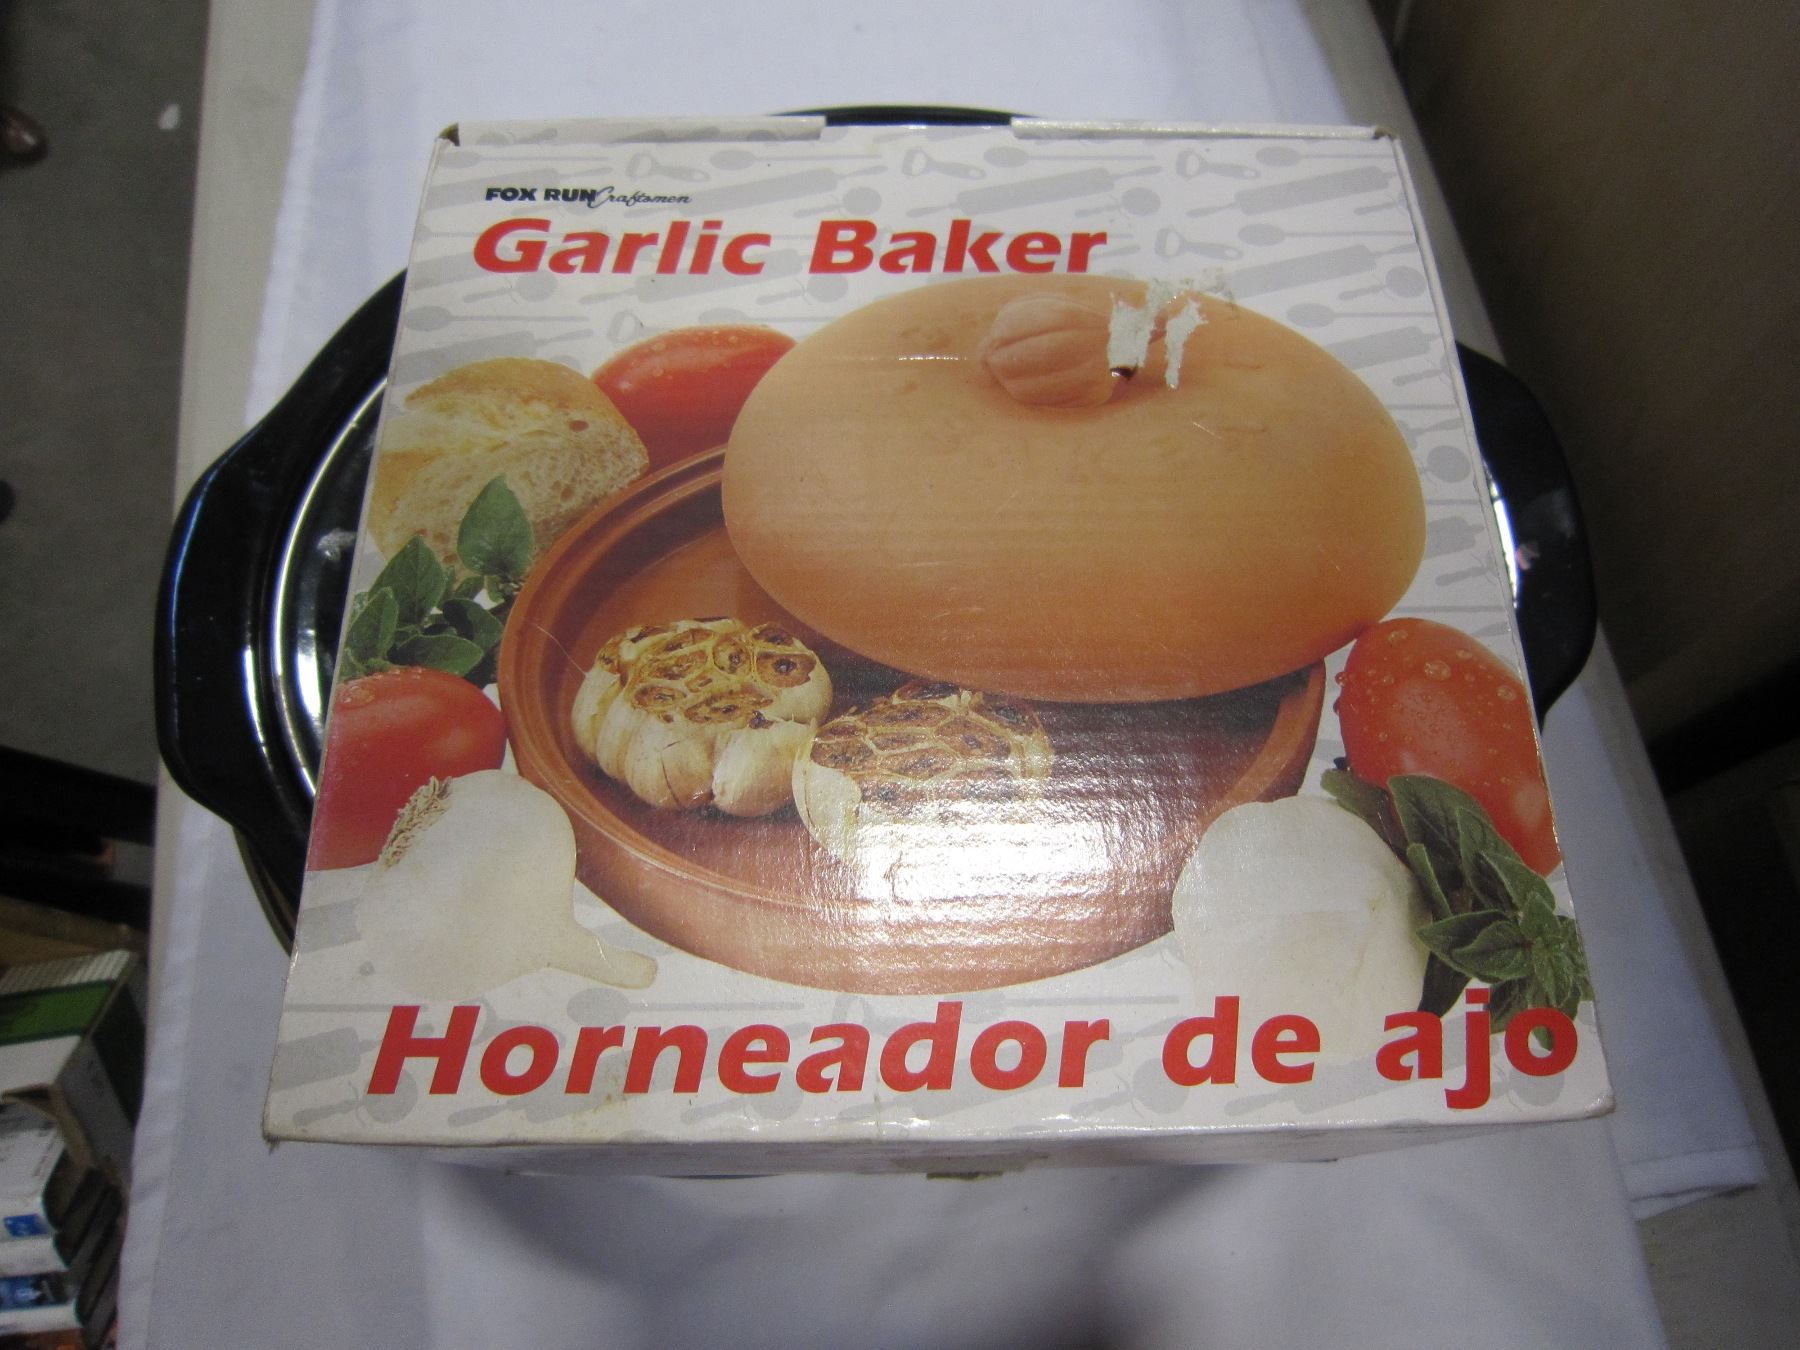 FOX RUN Craftsmen
Garlic Baker
Horneador de ajo